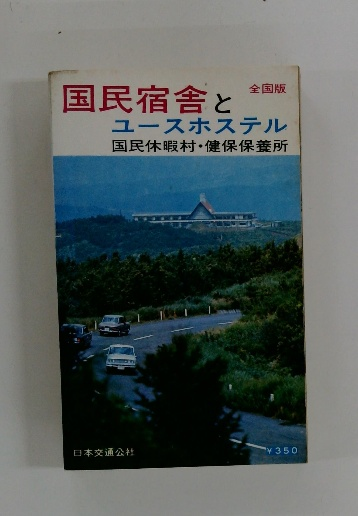 全国版
国民宿舎と
ユースホステル
国民休暇村・健保保養所
日本交通公社
¥350